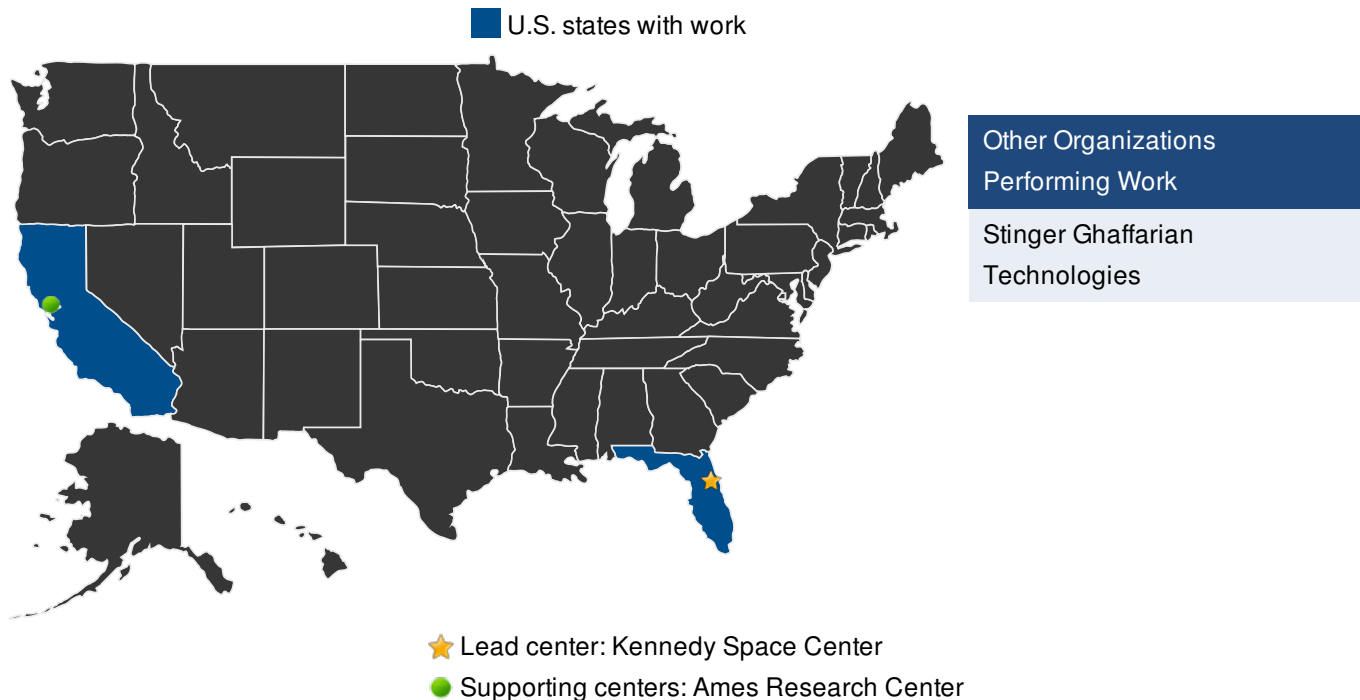 U.S. states with work
Other Organizations
Performing Work
Stinger Ghaffarian
Technologies
Lead center: Kennedy Space Center
Supporting centers: Ames Research Center